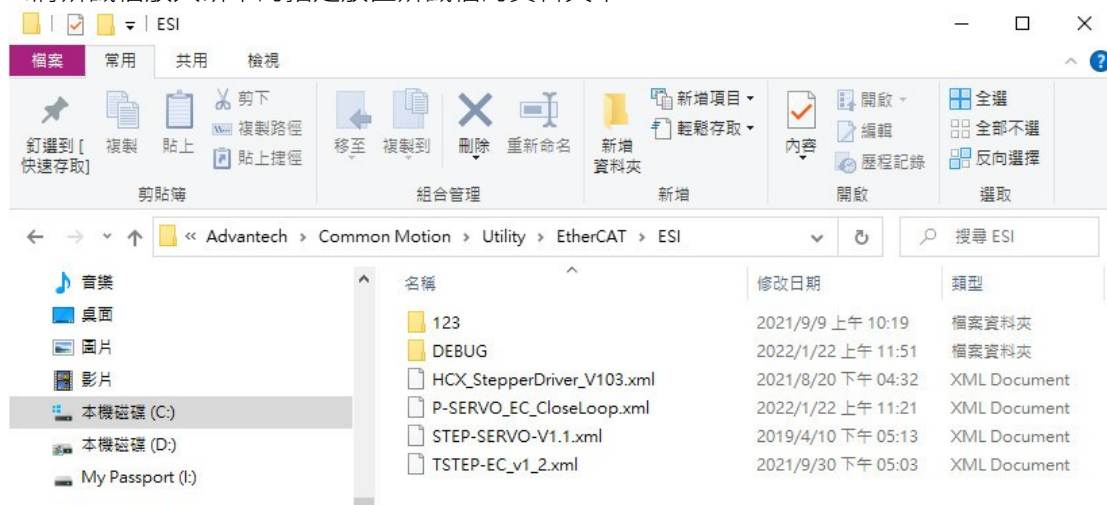 ESI
檔案 常用 共用 檢視
釘選到 [快速存取]
複製
貼上
剪下
複製路徑
貼上捷徑
剪貼簿
移至
複製到
刪除
重新命名
組合管理
新增資料夾
新增項目
輕鬆存取
新增
內容
開啟
編輯
歷程記錄
開啟
全選
全部不選
反向選擇
選取
« Advantech › Common Motion › Utility › EtherCAT › ESI
搜尋 ESI
音樂
桌面
圖片
影片
本機磁碟 (C:)
本機磁碟 (D:)
My Passport (I:)
名稱 修改日期 類型
123 2021/9/9 上午 10:19 檔案資料夾
DEBUG 2022/1/22 上午 11:51 檔案資料夾
HCX_StepperDriver_V103.xml 2021/8/20 下午 04:32 XML Document
P-SERVO_EC_CloseLoop.xml 2022/1/22 上午 11:21 XML Document
STEP-SERVO-V1.1.xml 2019/4/10 下午 05:13 XML Document
TSTEP-EC_v1_2.xml 2021/9/30 下午 05:03 XML Document